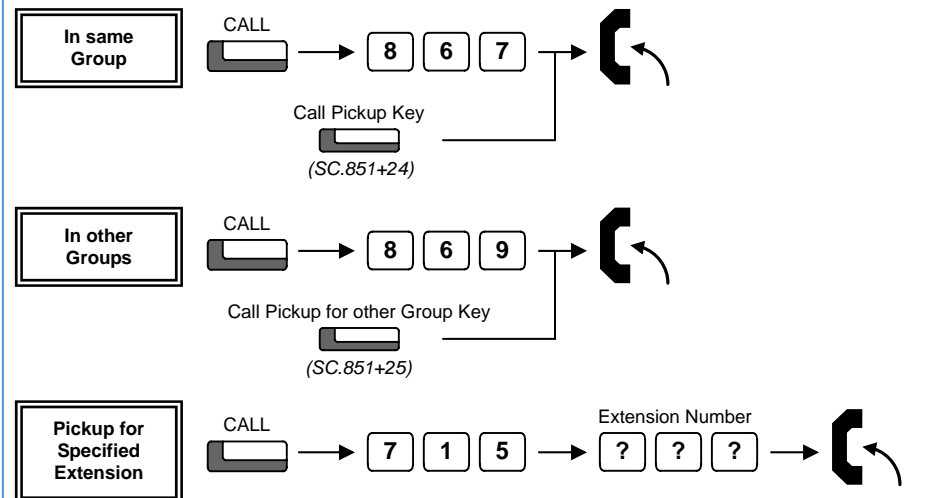 In same
Group
CALL
8 6 7
Call Pickup Key
(SC.851+24)
In other
Groups
CALL
8 6 9
Call Pickup for other Group Key
(SC.851+25)
Pickup for
Specified
Extension
CALL
7 1 5
Extension Number
? ? ?